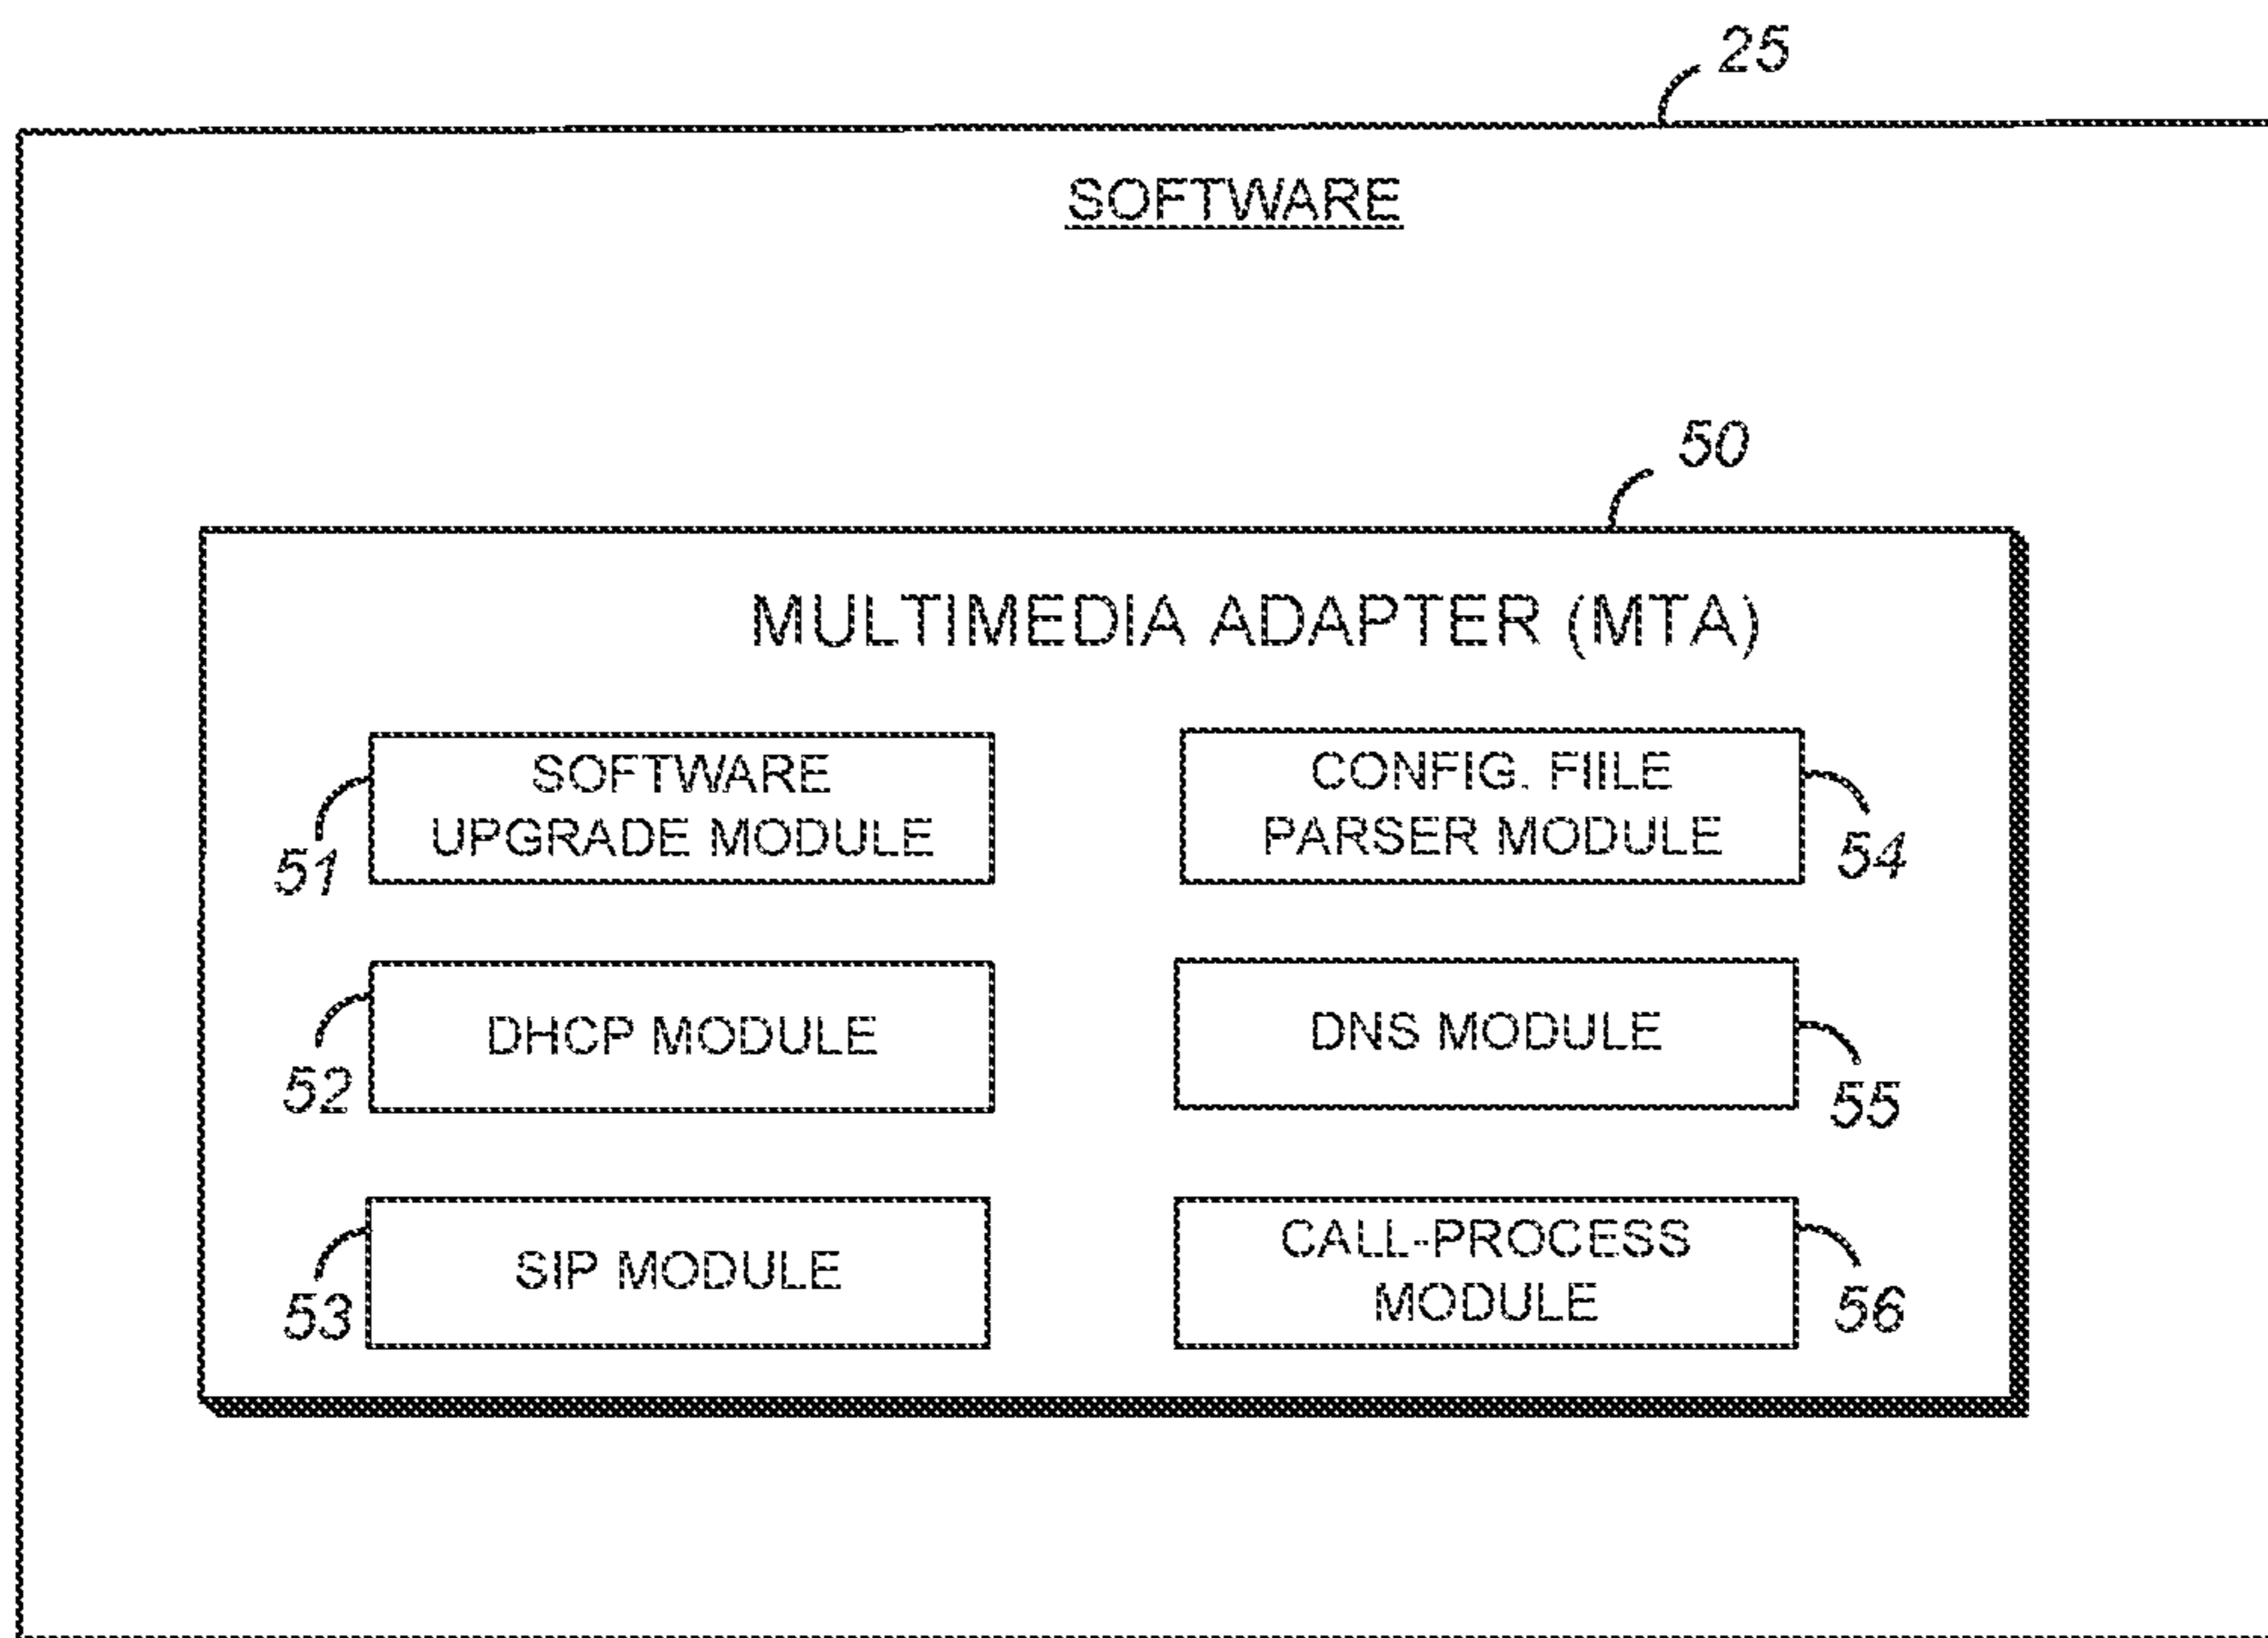 25
SOFTWARE
50
MULTIMEDIA ADAPTER (MTA)
SOFTWARE
UPGRADE MODULE
51
CONFIG. FIILE
PARSER MODULE
54
DHCP MODULE
52
DNS MODULE
55
SIP MODULE
53
CALL-PROCESS
MODULE
56